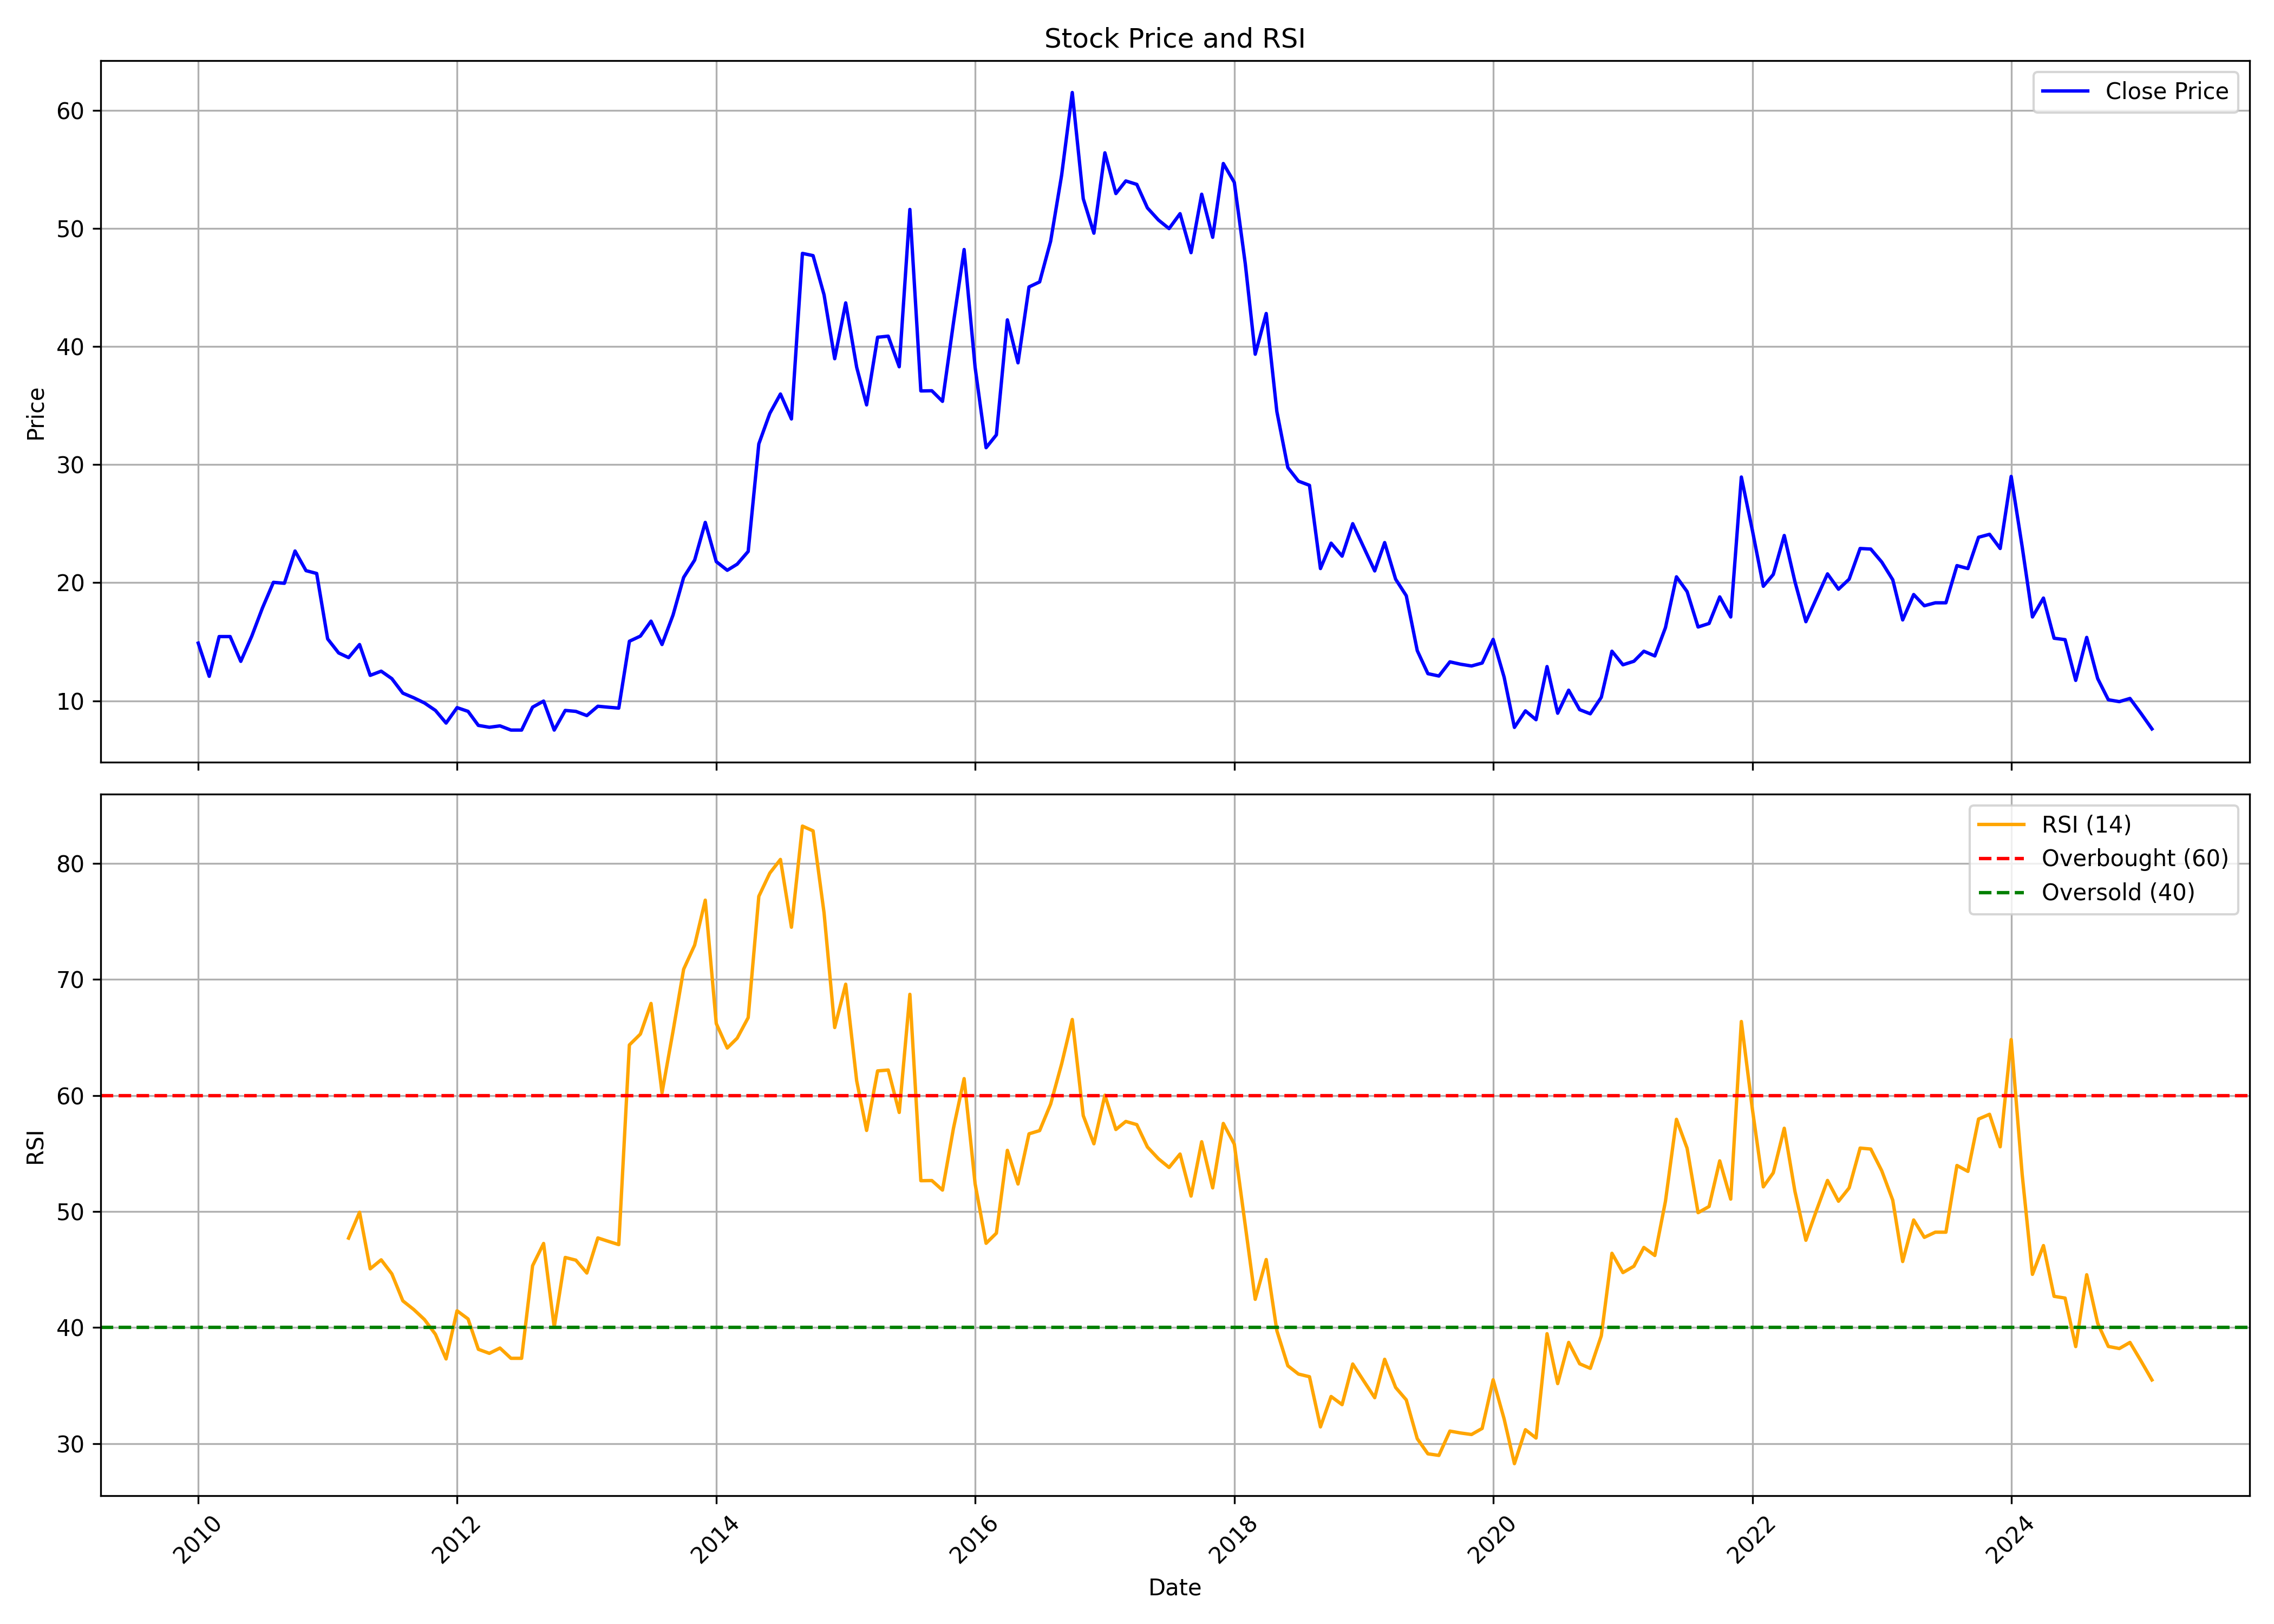 Stock Price and RSI
Close Price
60
50
40
30
20
10
Price
RSI (14)
Overbought (60)
Oversold (40)
80
70
60
50
40
30
RSI
2010
2012
2014
2016
2018
2020
2022
2024
Date